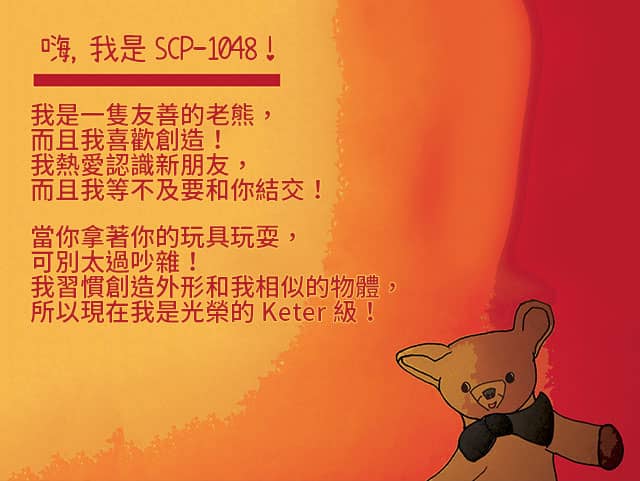 嗨, 我是 SCP-1048！
我是一隻友善的老熊，
而且我喜歡創造！
我熱愛認識新朋友，
而且我等不及要和你結交！
當你拿著你的玩具玩耍，
可別太過吵雜！
我習慣創造外形和我相似的物體，
所以現在我是光榮的 Keter 級！